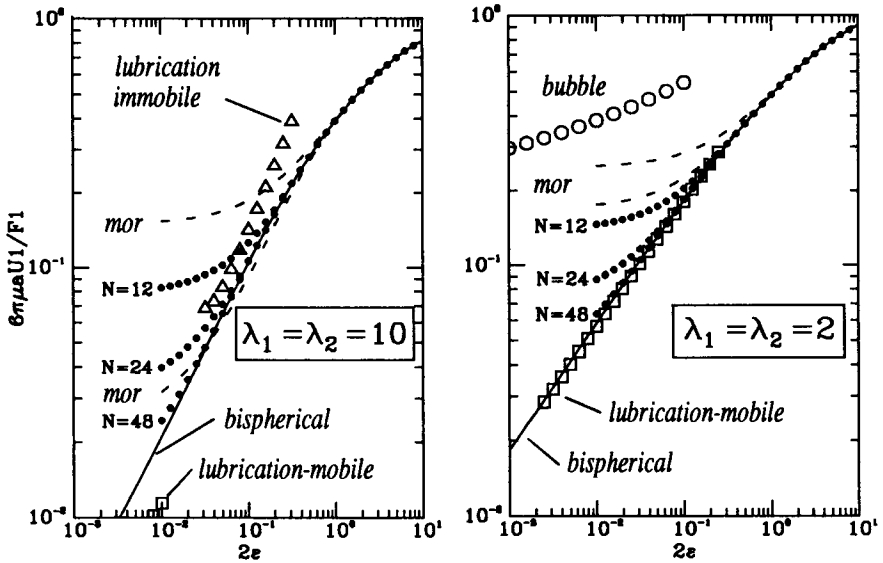 10⁰
lubrication
immobile
mor
6πμaU1/F1
10⁻¹
N=12
λ₁=λ₂=10
N=24
mor
N=48
bispherical
lubrication-mobile
10⁻²
10⁻³ 10⁻² 10⁻¹ 10⁰ 10¹
2ε
10⁰
bubble
mor
N=12
10⁻¹
N=24
N=48
λ₁=λ₂=2
lubrication-mobile
bispherical
10⁻²
10⁻³ 10⁻² 10⁻¹ 10⁰ 10¹
2ε